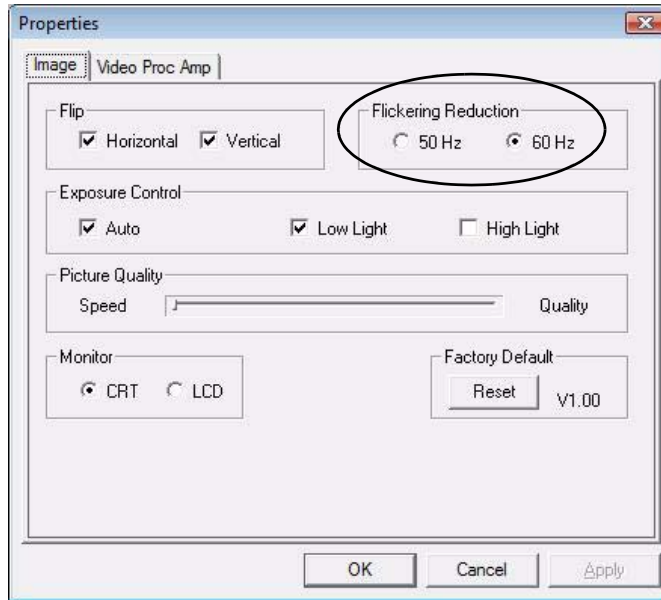 Properties
Image Video Proc Amp
Flip
Horizontal Vertical
Flickering Reduction
50 Hz 60 Hz
Exposure Control
Auto Low Light High Light
Picture Quality
Speed Quality
Monitor
CRT LCD
Factory Default
Reset V1.00
OK Cancel Apply